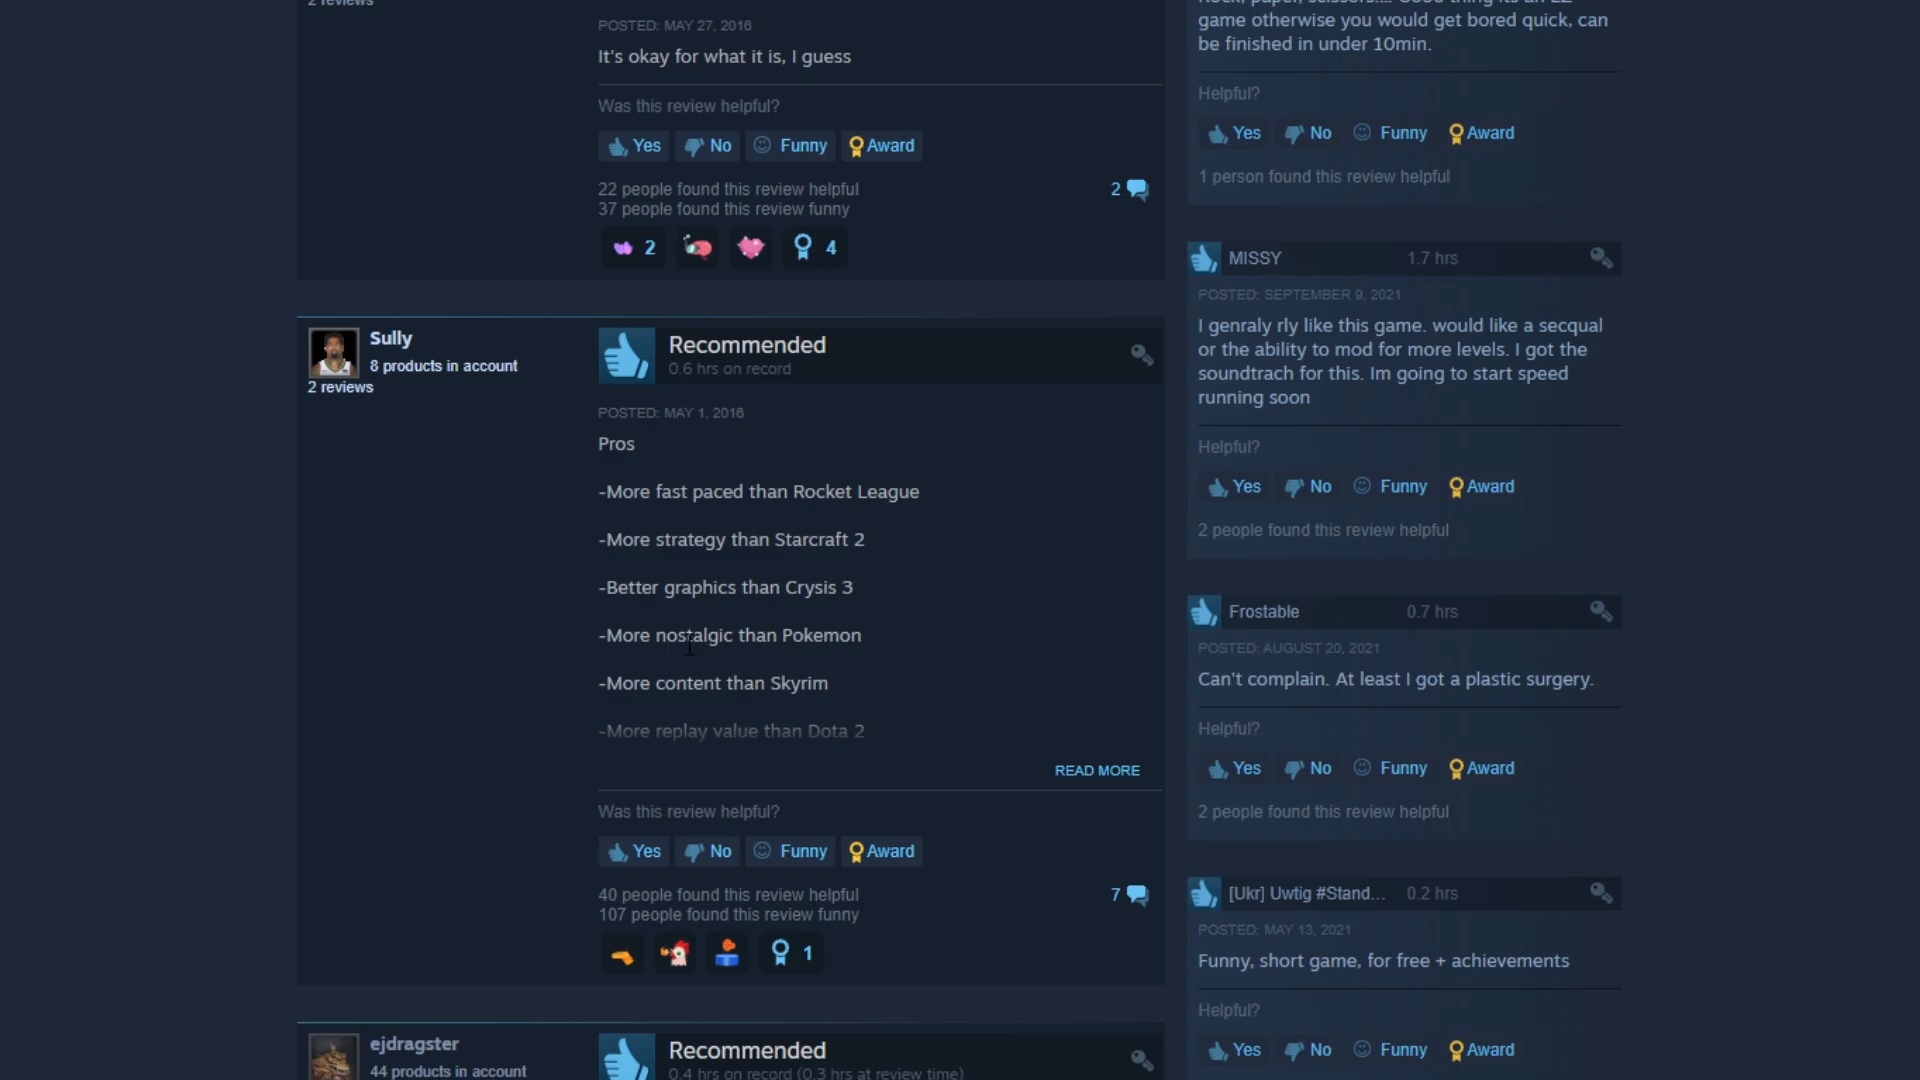 2 reviews
POSTED: MAY 27, 2016
It's okay for what it is, I guess
Was this review helpful?
Yes No Funny Award
22 people found this review helpful
37 people found this review funny
2
2 4
Sully
8 products in account
2 reviews
Recommended
0.6 hrs on record
POSTED: MAY 1, 2016
Pros
-More fast paced than Rocket League
-More strategy than Starcraft 2
-Better graphics than Crysis 3
-More nostalgic than Pokemon
-More content than Skyrim
-More replay value than Dota 2
READ MORE
Was this review helpful?
Yes No Funny Award
40 people found this review helpful
107 people found this review funny
7
1
ejdragster
44 products in account
Recommended
0.4 hrs on record (0.3 hrs at review time)
Rock, paper, scissors.... Good thing its an EZ
game otherwise you would get bored quick, can
be finished in under 10min.
Helpful?
Yes No Funny Award
1 person found this review helpful
MISSY 1.7 hrs
POSTED: SEPTEMBER 9, 2021
I genraly rly like this game. would like a secqual
or the ability to mod for more levels. I got the
soundtrach for this. Im going to start speed
running soon
Helpful?
Yes No Funny Award
2 people found this review helpful
Frostable 0.7 hrs
POSTED: AUGUST 20, 2021
Can't complain. At least I got a plastic surgery.
Helpful?
Yes No Funny Award
2 people found this review helpful
[Ukr] Uwtig #Stand... 0.2 hrs
POSTED: MAY 13, 2021
Funny, short game, for free + achievements
Helpful?
Yes No Funny Award